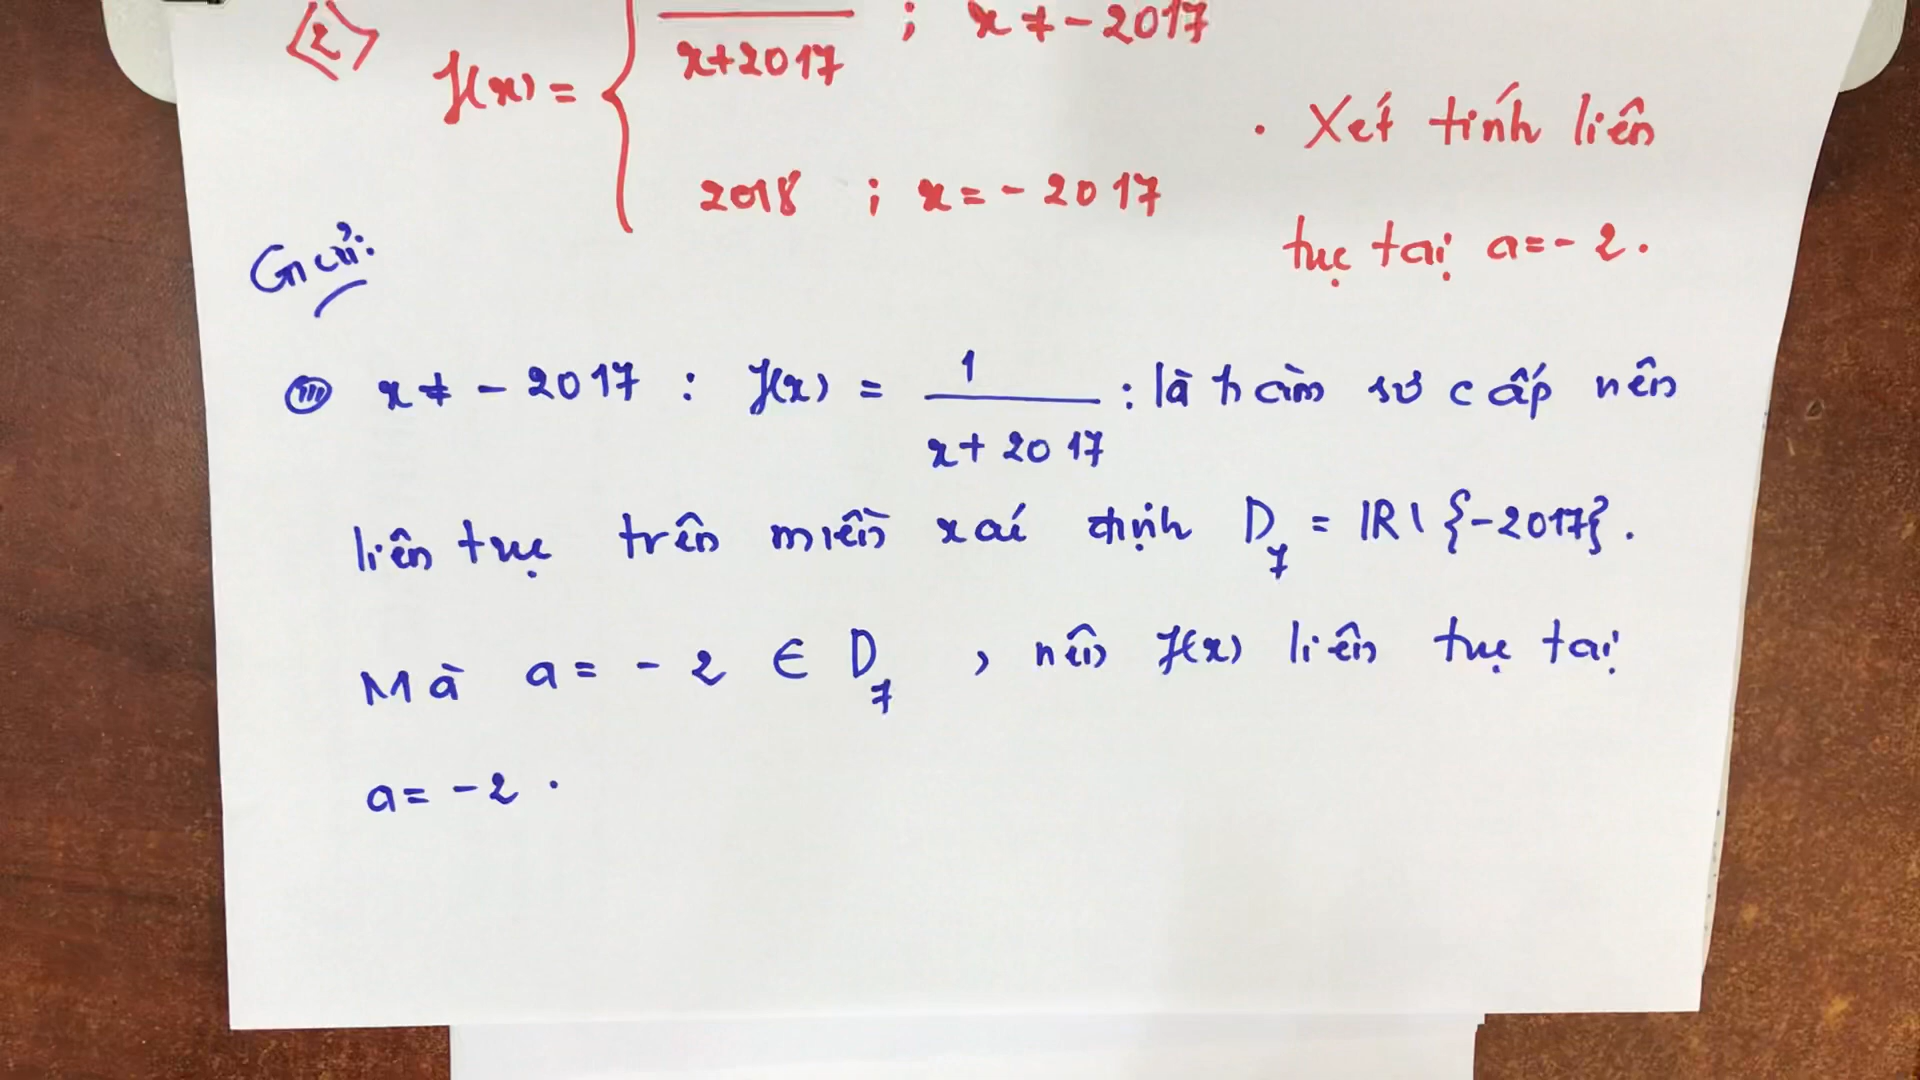 <2> f(x) = { ―/(x+2017) ; x ≠ -2017
2018 ; x = -2017
. Xét tính liên
tục tại a = -2.
Giải:
x ≠ -2017 : f(x) = 1/(x+2017) : là hàm sơ cấp nên
liên tục trên miền xác định D_f = ℝ \ {-2017}.
Mà a = -2 ∈ D_f , nên f(x) liên tục tại
a = -2 .